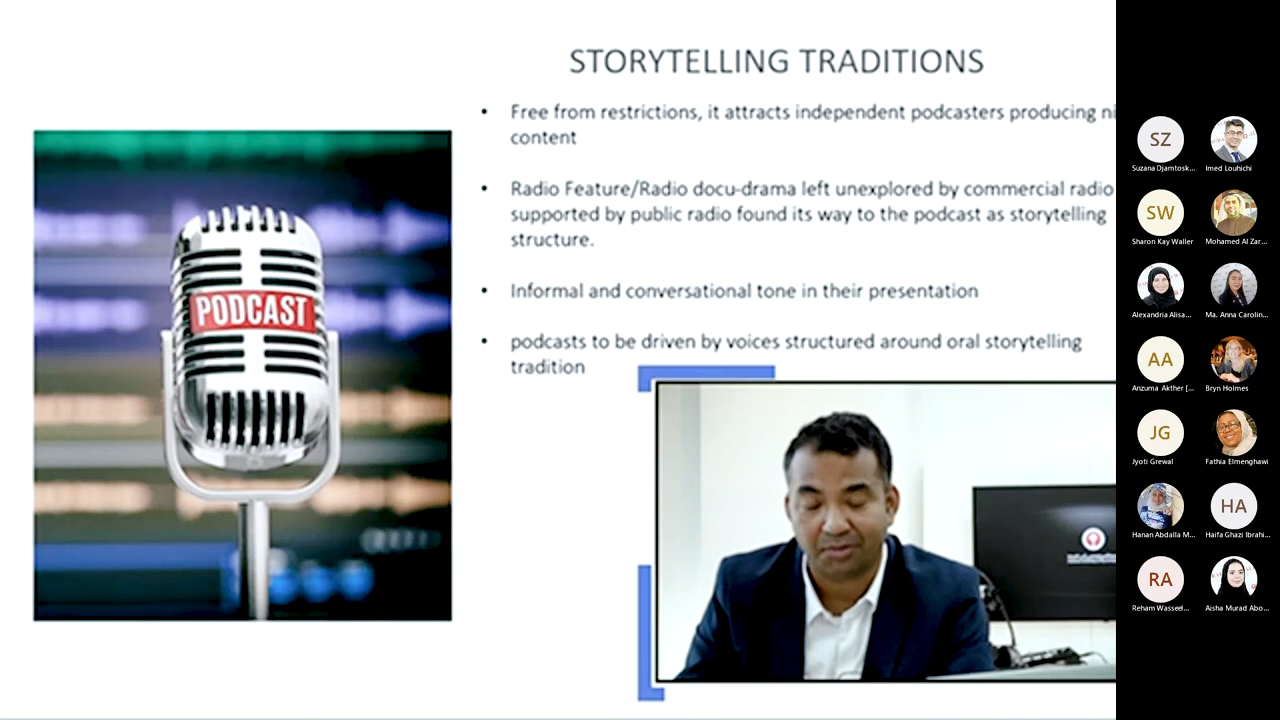 STORYTELLING TRADITIONS
• Free from restrictions, it attracts independent podcasters producing ni
content
• Radio Feature/Radio docu-drama left unexplored by commercial radio
supported by public radio found its way to the podcast as storytelling
structure.
• Informal and conversational tone in their presentation
• podcasts to be driven by voices structured around oral storytelling
tradition
PODCAST
SZ
Suzana Djamtosk...
Imed Louhichi
SW
Sharon Kay Waller
Mohamed Al Zar...
Alexandria Alisa...
Ma. Anna Carolin...
AA
Anzuma Akther [...
Bryn Holmes
JG
Jyoti Grewal
Fathia Elmenghawi
Hanan Abdalla M...
HA
Haifa Ghazi Ibrahi...
RA
Reham Wasseel...
Aisha Murad Abo...